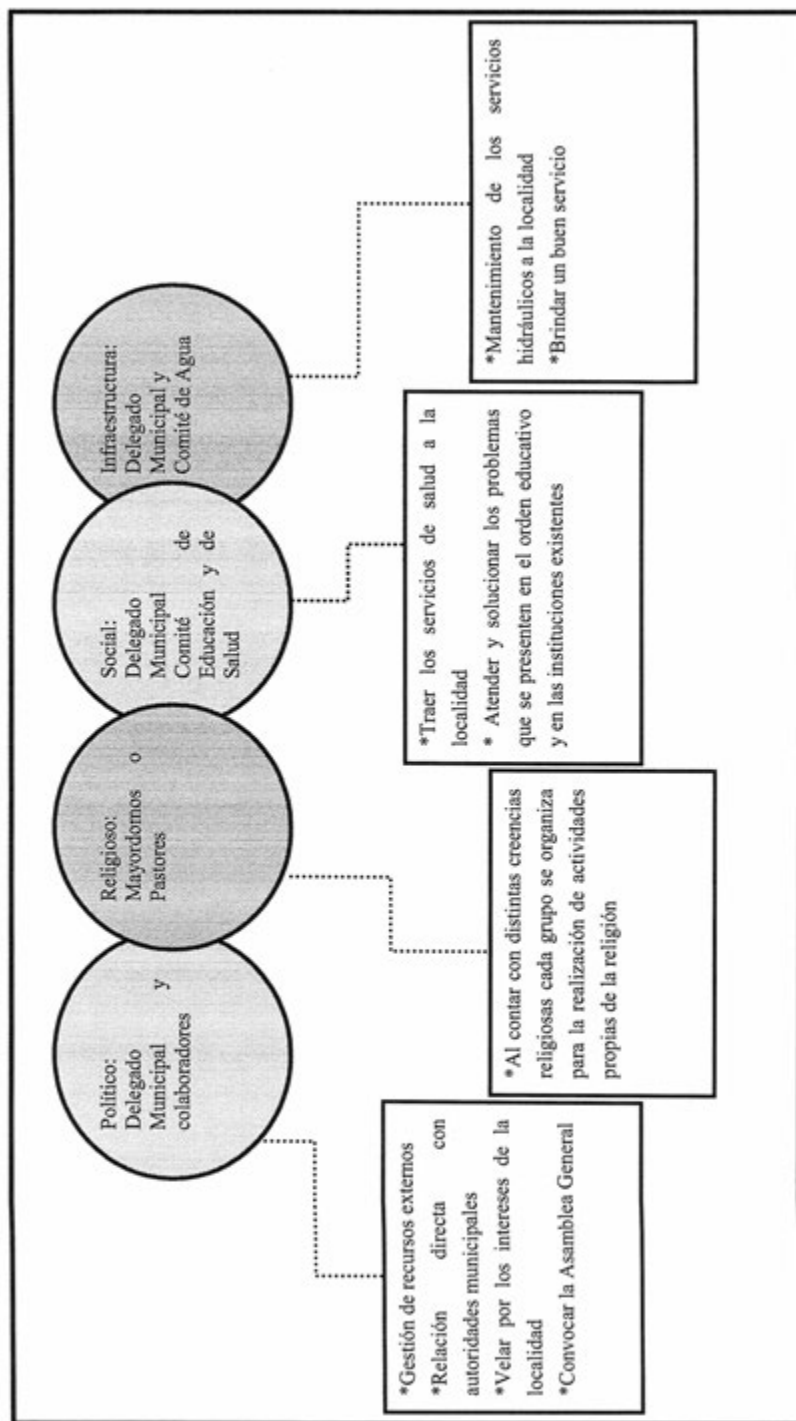 Político:
Delegado
Municipal y
colaboradores
Religioso:
Mayordomos o
Pastores
Social:
Delegado
Municipal
Comité de
Educación y de
Salud
Infraestructura:
Delegado
Municipal y
Comité de Agua
*Gestión de recursos externos
*Relación directa con
autoridades municipales
*Velar por los intereses de la
localidad
*Convocar la Asamblea General
*Al contar con distintas creencias
religiosas cada grupo se organiza
para la realización de actividades
propias de la religión
*Traer los servicios de salud a la
localidad
* Atender y solucionar los problemas
que se presenten en el orden educativo
y en las instituciones existentes
*Mantenimiento de los servicios
hidráulicos a la localidad
*Brindar un buen servicio